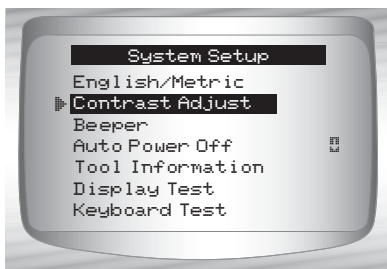 System Setup
English/Metric
Contrast Adjust
Beeper
Auto Power Off
Tool Information
Display Test
Keyboard Test